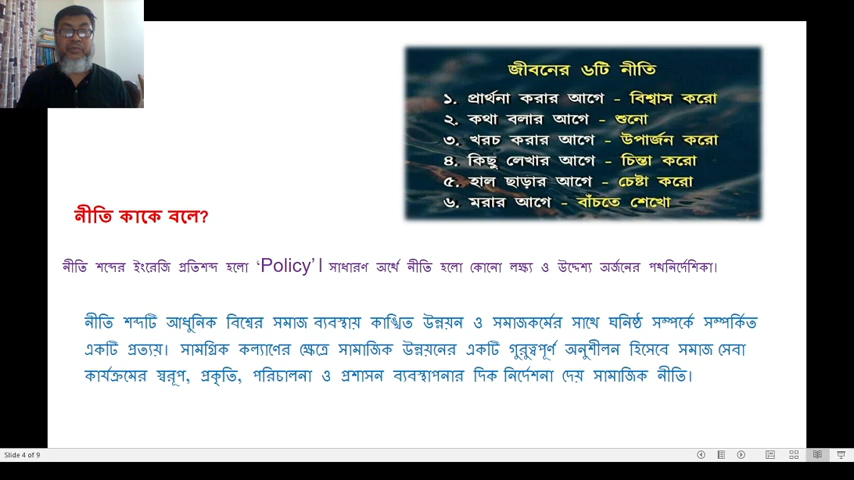 জীবনের ৬টি নীতি
১. প্রার্থনা করার আগে - বিশ্বাস করো
২. কথা বলার আগে - শুনো
৩. খরচ করার আগে - উপার্জন করো
৪. কিছু লেখার আগে - চিন্তা করো
৫. হাল ছাড়ার আগে - চেষ্টা করো
৬. মরার আগে - বাঁচতে শেখো
নীতি কাকে বলে?
নীতি শব্দের ইংরেজি প্রতিশব্দ হলো ‘Policy’। সাধারণ অর্থে নীতি হলো কোনো লক্ষ্য ও উদ্দেশ্য অর্জনের পথনির্দেশিকা।
নীতি শব্দটি আধুনিক বিশ্বের সমাজ ব্যবস্থায় কাঙ্খিত উন্নয়ন ও সমাজকর্মের সাথে ঘনিষ্ঠ সম্পর্কে সম্পর্কিত
একটি প্রত্যয়। সামগ্রিক কল্যাণের ক্ষেত্রে সামাজিক উন্নয়নের একটি গুরুত্বপূর্ণ অনুশীলন হিসেবে সমাজ সেবা
কার্যক্রমের স্বরূপ, প্রকৃতি, পরিচালনা ও প্রশাসন ব্যবস্থাপনার দিক নির্দেশনা দেয় সামাজিক নীতি।
Slide 4 of 9